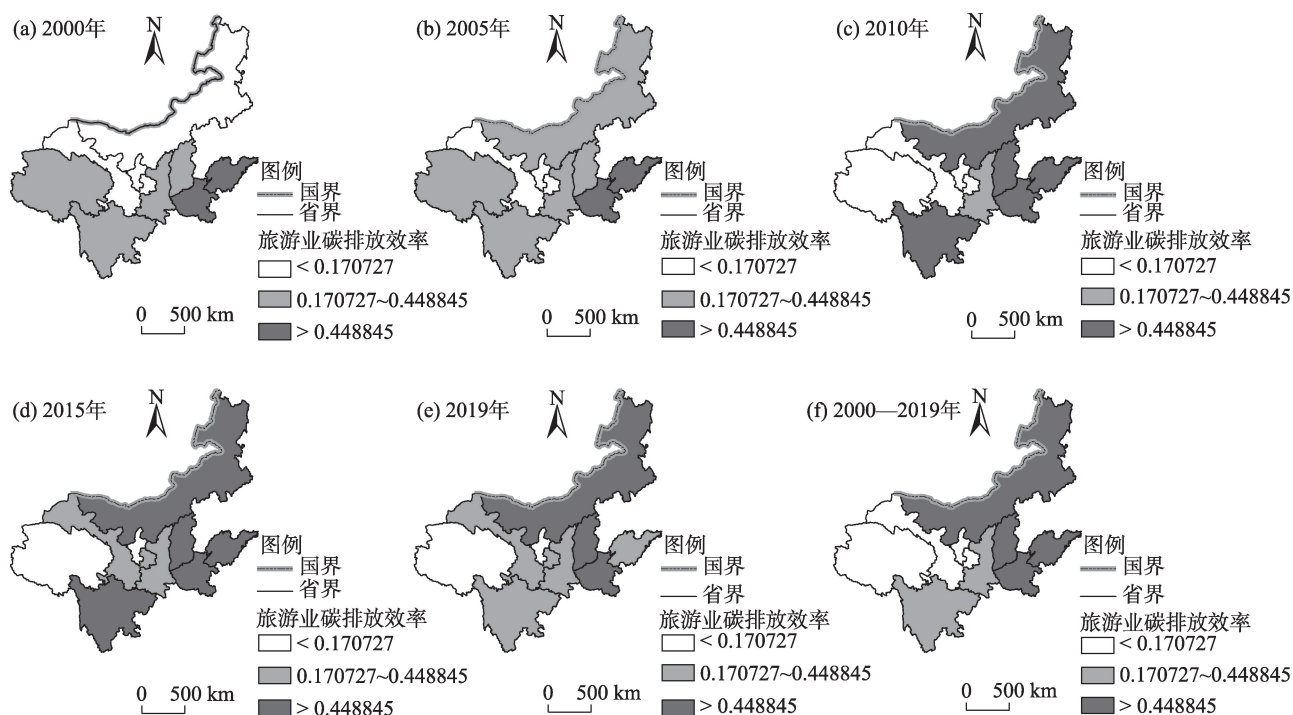 (a) 2000年
N
图例
国界
省界
旅游业碳排放效率
< 0.170727
0.170727~0.448845
> 0.448845
0 500 km
(b) 2005年
N
图例
国界
省界
旅游业碳排放效率
< 0.170727
0.170727~0.448845
> 0.448845
0 500 km
(c) 2010年
N
图例
国界
省界
旅游业碳排放效率
< 0.170727
0.170727~0.448845
> 0.448845
0 500 km
(d) 2015年
N
图例
国界
省界
旅游业碳排放效率
< 0.170727
0.170727~0.448845
> 0.448845
0 500 km
(e) 2019年
N
图例
国界
省界
旅游业碳排放效率
< 0.170727
0.170727~0.448845
> 0.448845
0 500 km
(f) 2000—2019年
N
图例
国界
省界
旅游业碳排放效率
< 0.170727
0.170727~0.448845
> 0.448845
0 500 km